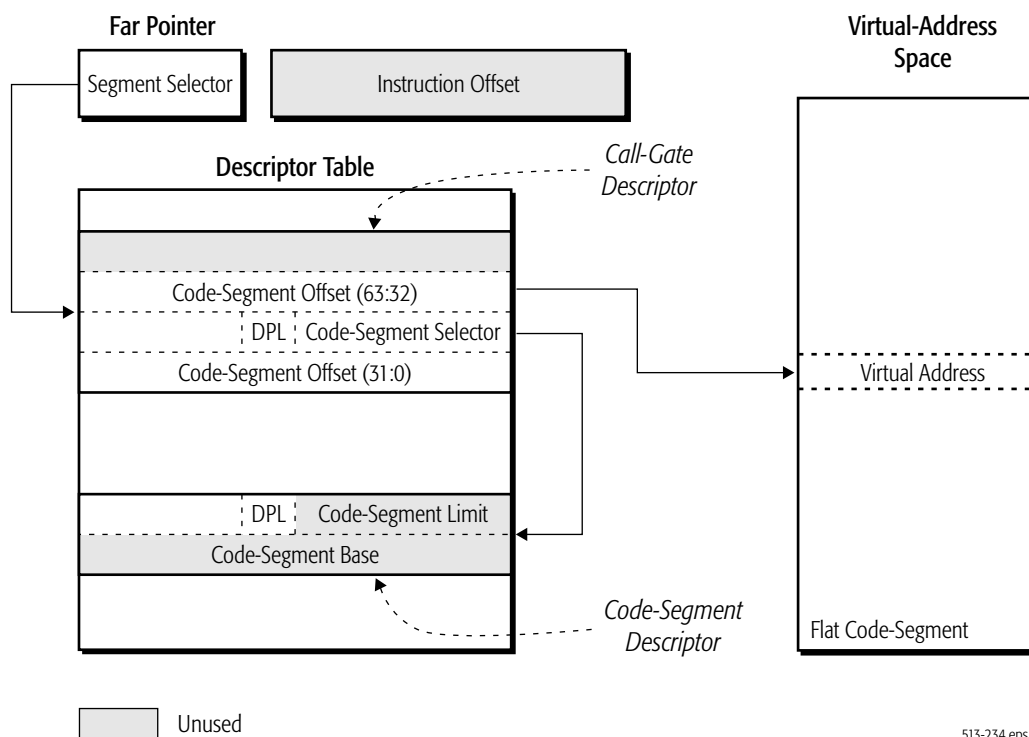 Far Pointer
Virtual-Address
Space
Segment Selector
Instruction Offset
Descriptor Table
Call-Gate
Descriptor
Code-Segment Offset (63:32)
DPL
Code-Segment Selector
Code-Segment Offset (31:0)
Virtual Address
DPL
Code-Segment Limit
Code-Segment Base
Code-Segment
Descriptor
Flat Code-Segment
Unused
513-234.eps